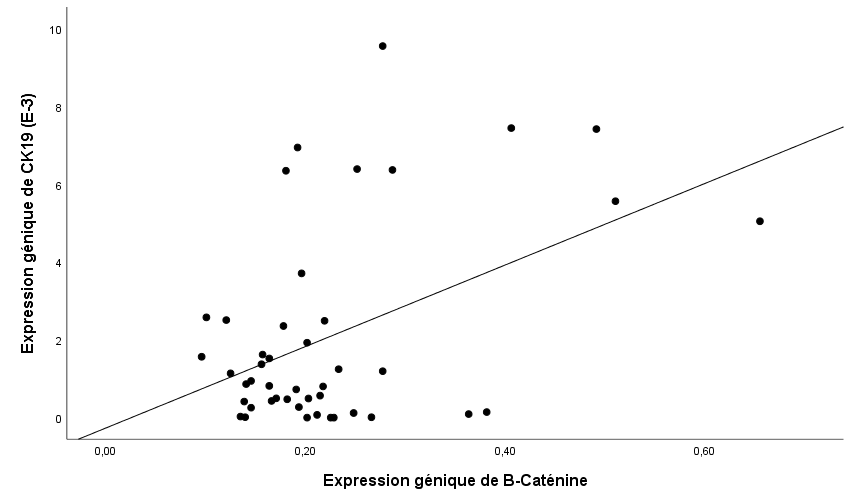 Expression génique de CK19 (E-3)
10
8
6
4
2
0
0,00 0,20 0,40 0,60
Expression génique de B-Caténine